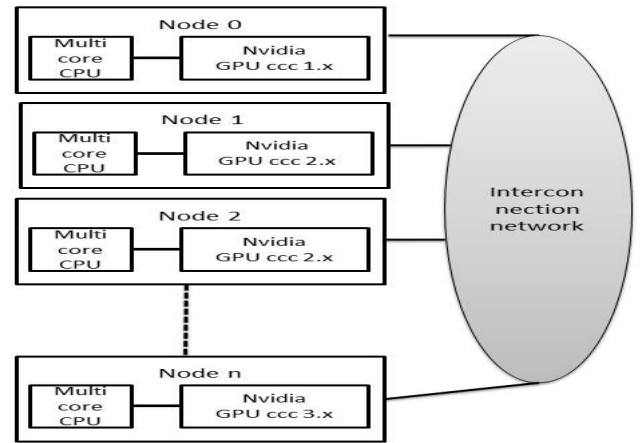 Node 0
Multi
core
CPU
Nvidia
GPU ccc 1.x
Node 1
Multi
core
CPU
Nvidia
GPU ccc 2.x
Node 2
Multi
core
CPU
Nvidia
GPU ccc 2.x
Node n
Multi
core
CPU
Nvidia
GPU ccc 3.x
Intercon
nection
network